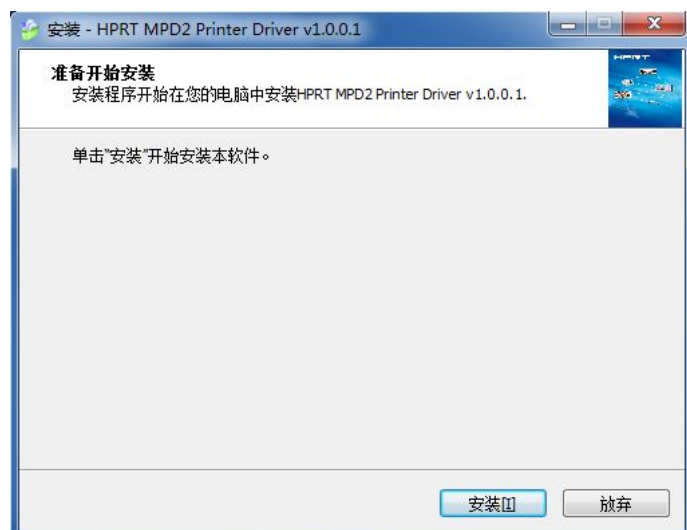 安装 - HPRT MPD2 Printer Driver v1.0.0.1
准备开始安装
安装程序开始在您的电脑中安装HPRT MPD2 Printer Driver v1.0.0.1.
HPRT
单击"安装"开始安装本软件。
安装[I]
放弃